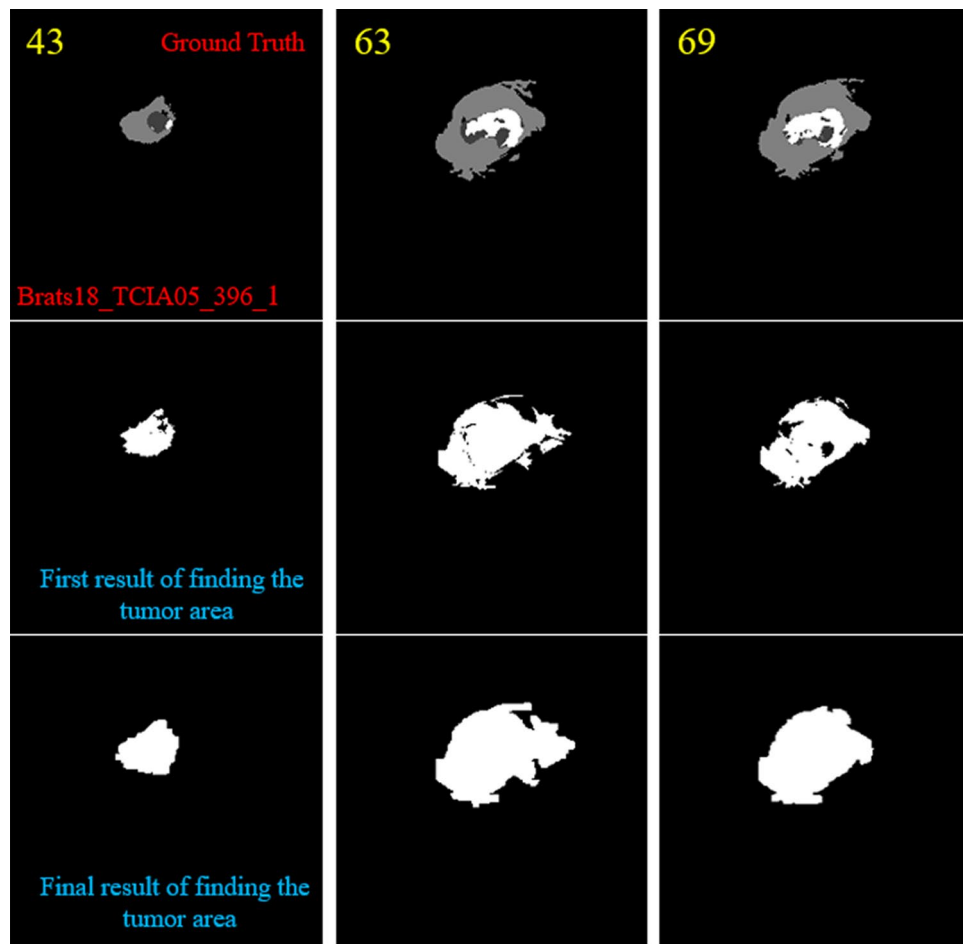 43
Ground Truth
63
69
Brats18_TCIA05_396_1
First result of finding the
tumor area
Final result of finding the
tumor area